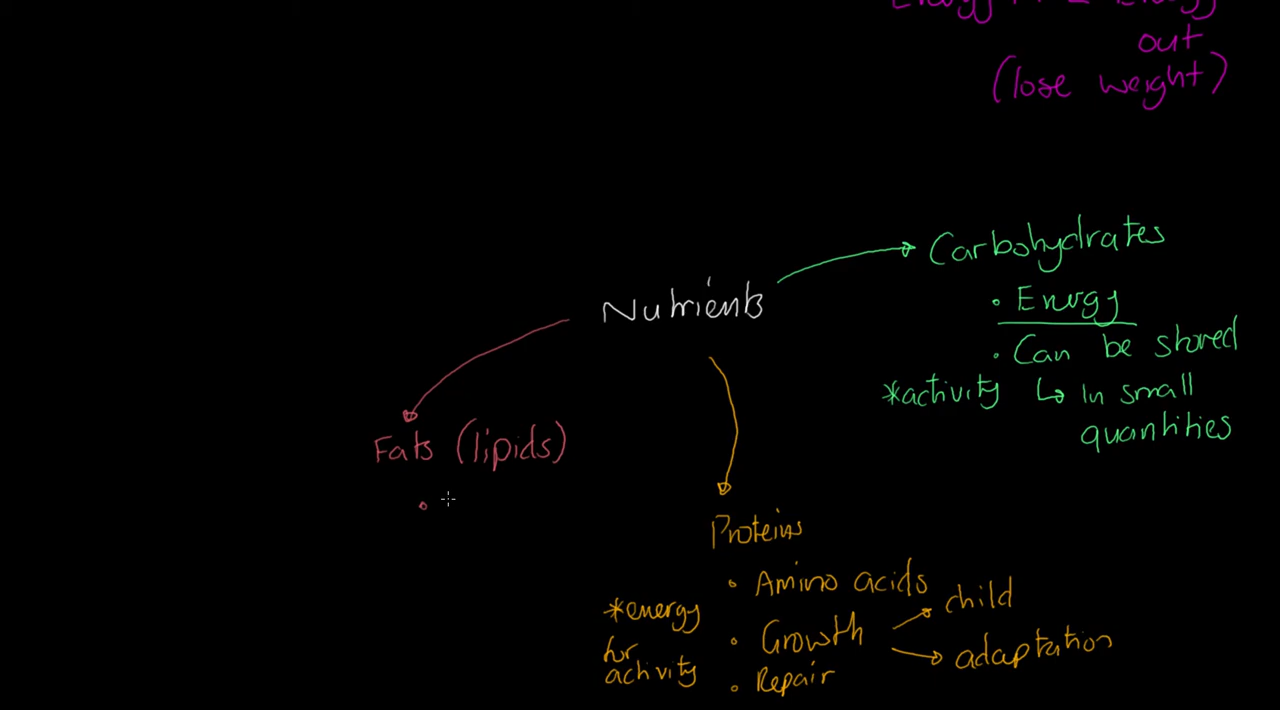 out
(lose weight)
Nutrients
Carbohydrates
• Energy
• Can be stored
*activity ↳ In small
quantities
Fats (lipids)
•
Proteins
• Amino acids
• Growth
child
adaptation
• Repair
*energy
for
activity